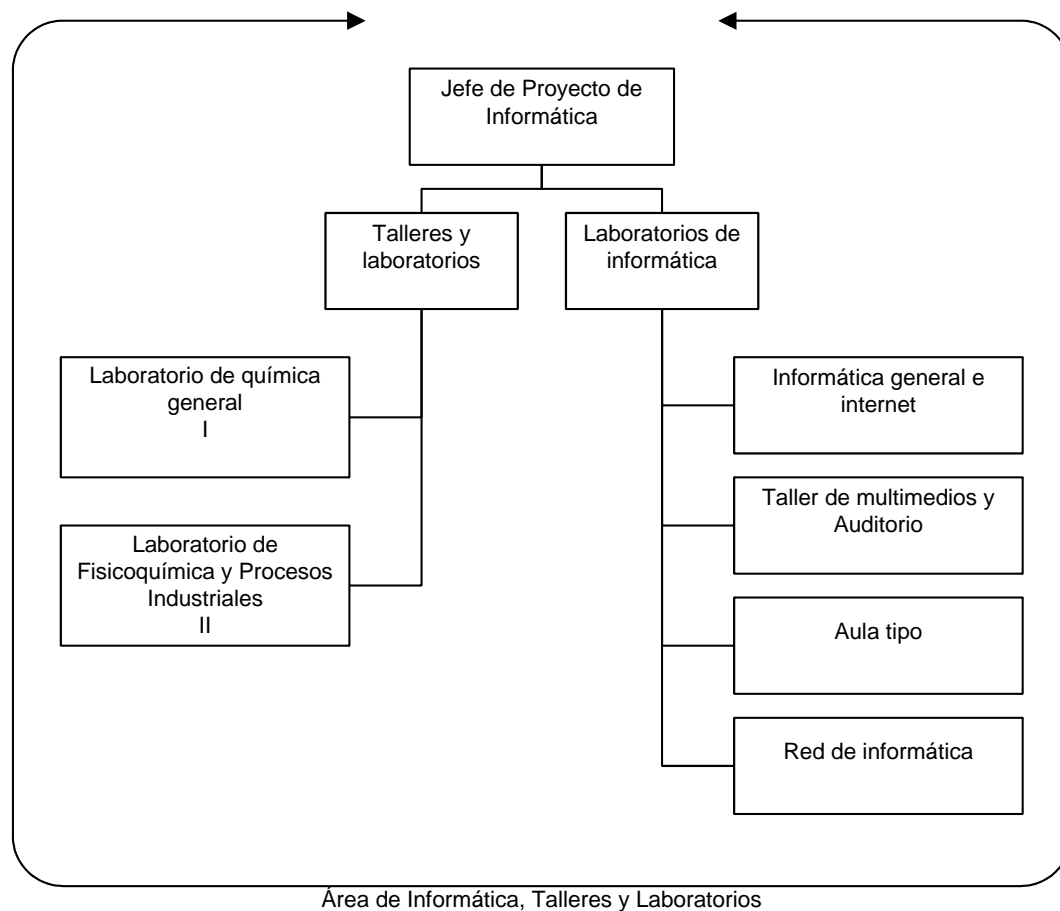 Jefe de Proyecto de
Informática
Talleres y
laboratorios
Laboratorios de
informática
Laboratorio de química
general
I
Laboratorio de
Fisicoquímica y Procesos
Industriales
II
Informática general e
internet
Taller de multimedios y
Auditorio
Aula tipo
Red de informática
Área de Informática, Talleres y Laboratorios